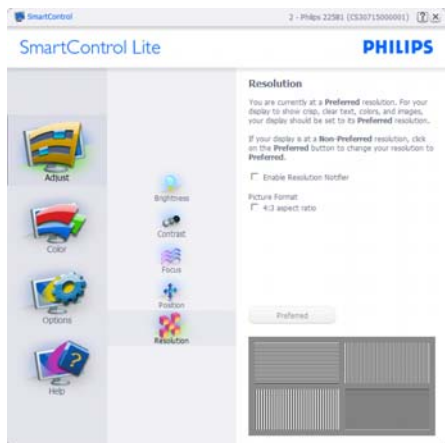 SmartControl
2 - Philips 225B1 (CS30715000001)
SmartControl Lite
PHILIPS
Adjust
Color
Options
Help
Brightness
Contrast
Focus
Position
Resolution
Resolution
You are currently at a Preferred resolution. For your
display to show crisp, clear text, colors, and images,
your display should be set to its Preferred resolution.
If your display is at a Non-Preferred resolution, click
on the Preferred button to change your resolution to
Preferred.
Enable Resolution Notifier
Picture Format
4:3 aspect ratio
Preferred